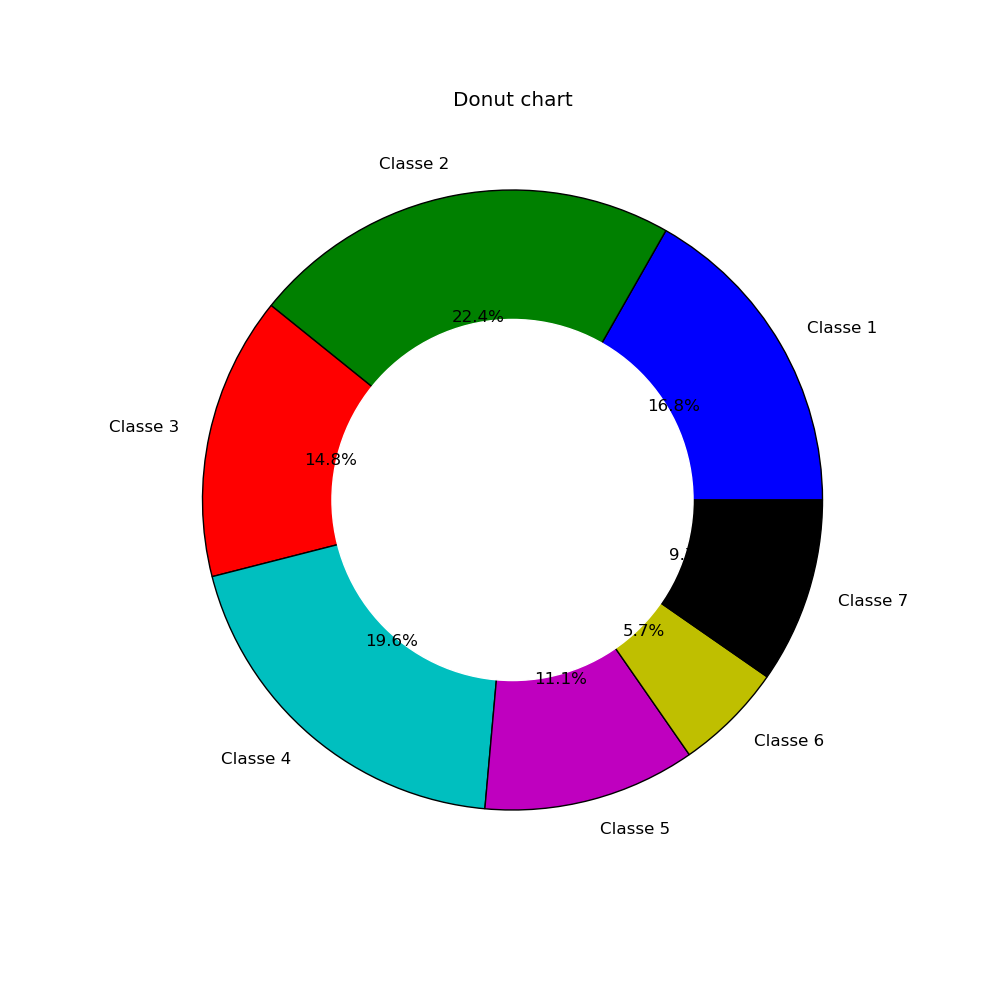 Donut chart
Classe 2
Classe 1
22.4%
16.8%
Classe 3
14.8%
Classe 7
5.7%
19.6%
11.1%
Classe 6
Classe 4
Classe 5